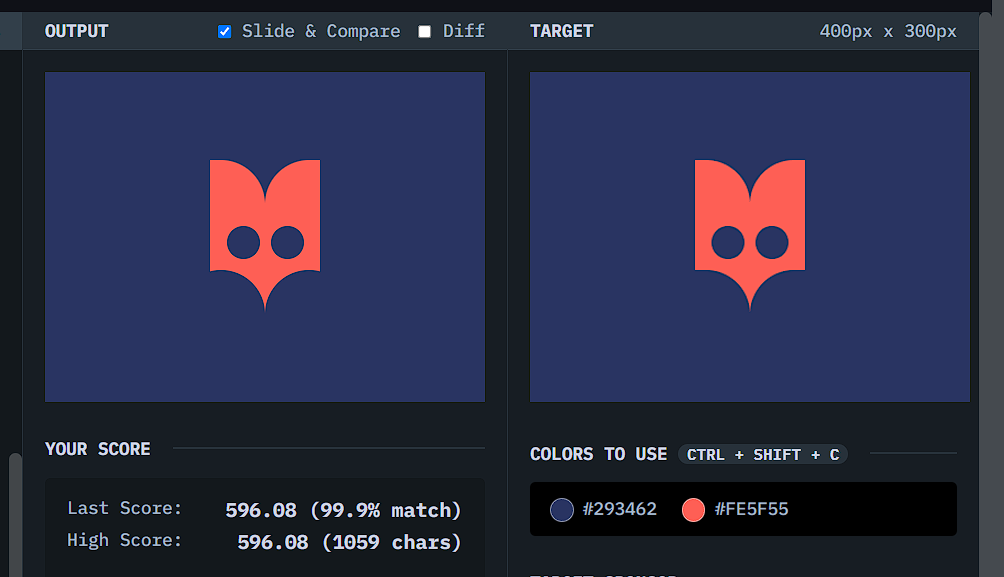 OUTPUT Slide & Compare Diff TARGET 400px x 300px
YOUR SCORE
Last Score: 596.08 (99.9% match)
High Score: 596.08 (1059 chars)
COLORS TO USE CTRL + SHIFT + C
#293462 #FE5F55